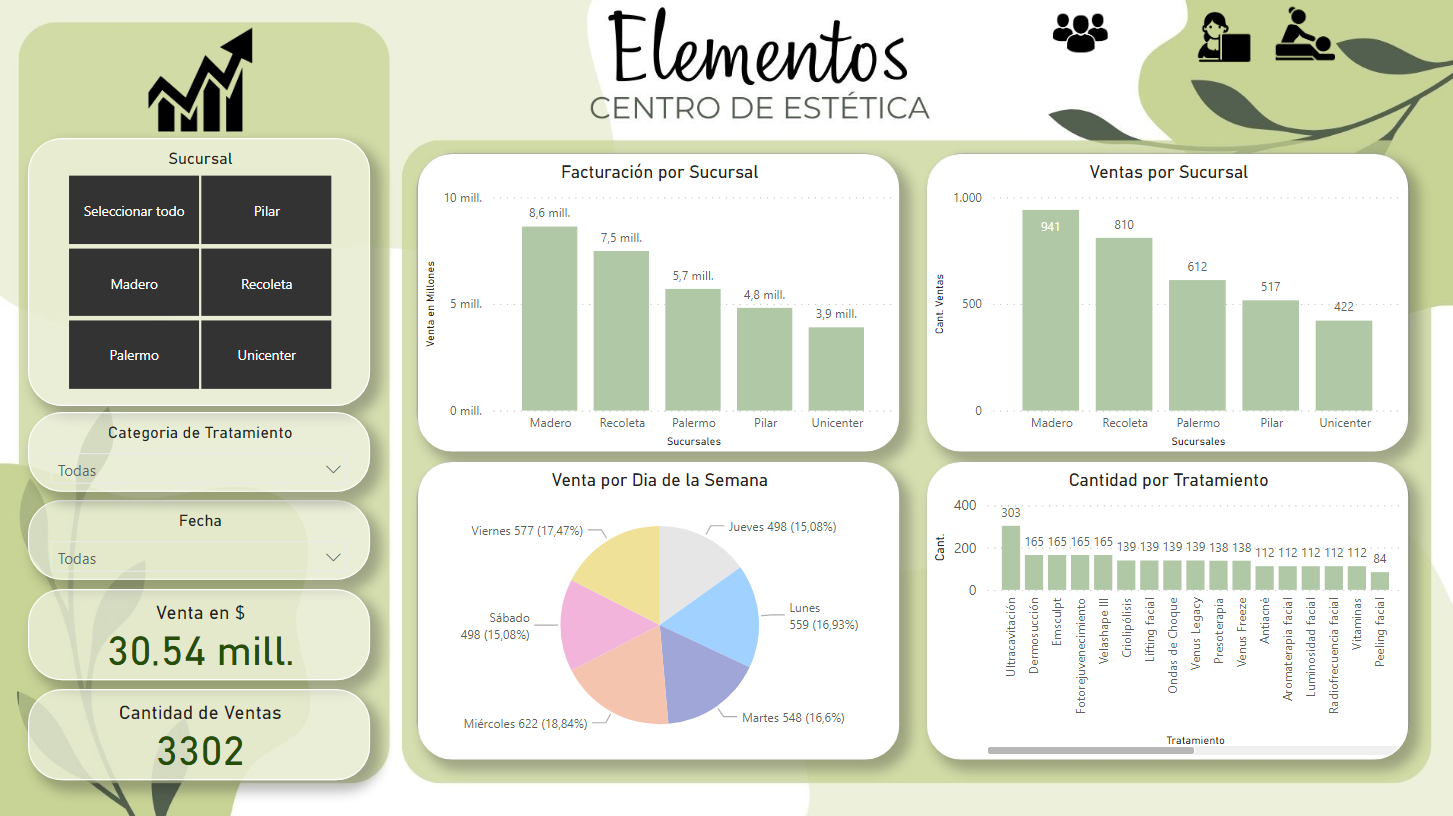 Elementos
CENTRO DE ESTÉTICA
Sucursal
Seleccionar todo
Pilar
Madero
Recoleta
Palermo
Unicenter
Categoria de Tratamiento
Todas
Fecha
Todas
Venta en $
30.54 mill.
Cantidad de Ventas
3302
Facturación por Sucursal
Venta en Millones
10 mill.
5 mill.
0 mill.
8,6 mill.
7,5 mill.
5,7 mill.
4,8 mill.
3,9 mill.
Madero
Recoleta
Palermo
Pilar
Unicenter
Sucursales
Ventas por Sucursal
Cant. Ventas
1.000
500
0
941
810
612
517
422
Madero
Recoleta
Palermo
Pilar
Unicenter
Sucursales
Venta por Dia de la Semana
Jueves 498 (15,08%)
Lunes
559 (16,93%)
Martes 548 (16,6%)
Miércoles 622 (18,84%)
Sábado
498 (15,08%)
Viernes 577 (17,47%)
Cantidad por Tratamiento
Cant.
400
200
0
303
165
165
165
165
139
139
139
139
138
138
112
112
112
112
112
84
Ultracavitación
Dermosucción
Emsculpt
Fotorejuvenecimiento
Velashape III
Criolipólisis
Lifting facial
Ondas de Choque
Venus Legacy
Presoterapia
Venus Freeze
Antiacné
Aromaterapia facial
Luminosidad facial
Radiofrecuencia facial
Vitaminas
Peeling facial
Tratamiento